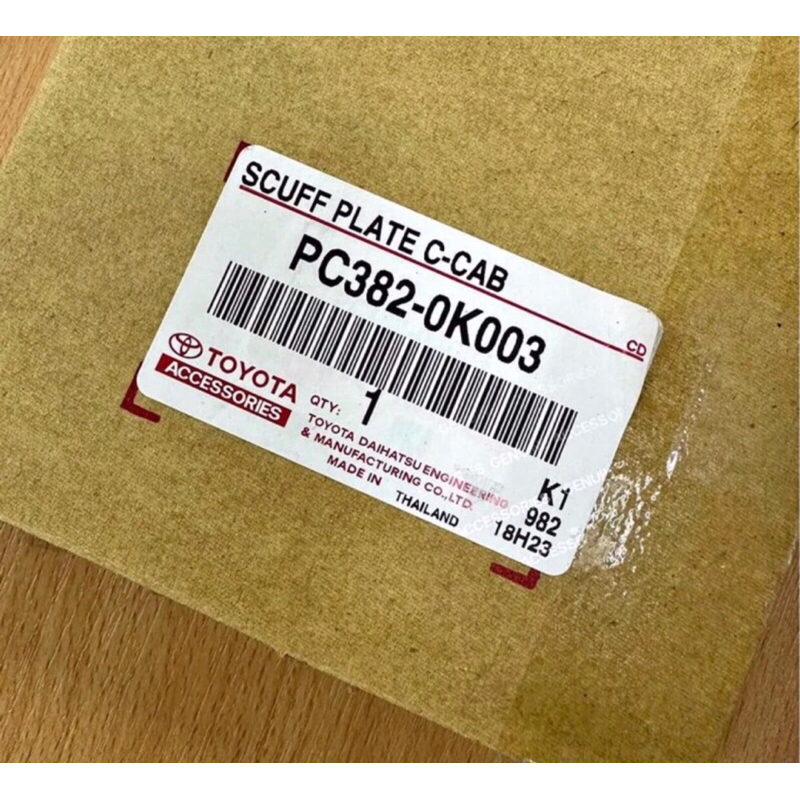 SCUFF PLATE C-CAB
PC382-0K003
CD
TOYOTA
ACCESSORIES
QTY: 1
TOYOTA DAIHATSU ENGINEERING
& MANUFACTURING CO.,LTD.
MADE IN THAILAND
K1
982
18H23